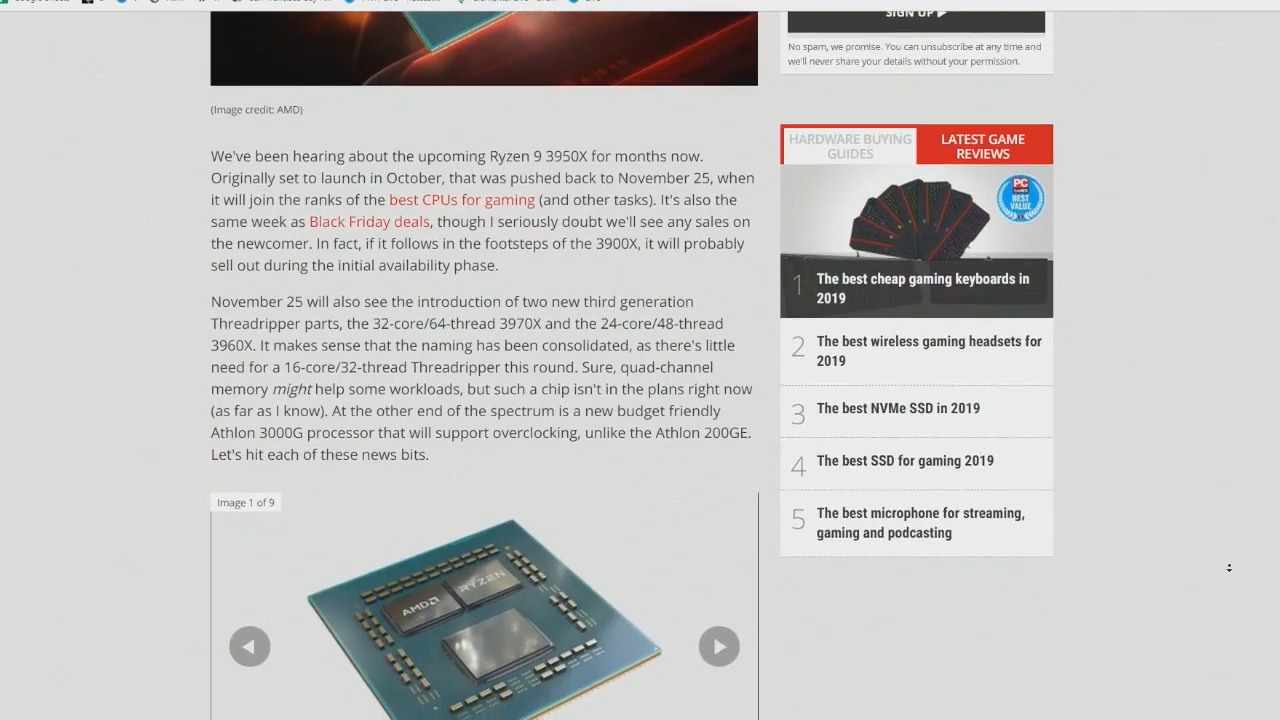 SIGN UP ▶
No spam, we promise. You can unsubscribe at any time and
we'll never share your details without your permission.
(Image credit: AMD)
We've been hearing about the upcoming Ryzen 9 3950X for months now.
Originally set to launch in October, that was pushed back to November 25, when
it will join the ranks of the best CPUs for gaming (and other tasks). It's also the
same week as Black Friday deals, though I seriously doubt we'll see any sales on
the newcomer. In fact, if it follows in the footsteps of the 3900X, it will probably
sell out during the initial availability phase.
November 25 will also see the introduction of two new third generation
Threadripper parts, the 32-core/64-thread 3970X and the 24-core/48-thread
3960X. It makes sense that the naming has been consolidated, as there's little
need for a 16-core/32-thread Threadripper this round. Sure, quad-channel
memory might help some workloads, but such a chip isn't in the plans right now
(as far as I know). At the other end of the spectrum is a new budget friendly
Athlon 3000G processor that will support overclocking, unlike the Athlon 200GE.
Let's hit each of these news bits.
Image 1 of 9
AMD RYZEN
HARDWARE BUYING
GUIDES
LATEST GAME
REVIEWS
PC
GAMER
BEST
VALUE
1 The best cheap gaming keyboards in
2019
2 The best wireless gaming headsets for
2019
3 The best NVMe SSD in 2019
4 The best SSD for gaming 2019
5 The best microphone for streaming,
gaming and podcasting